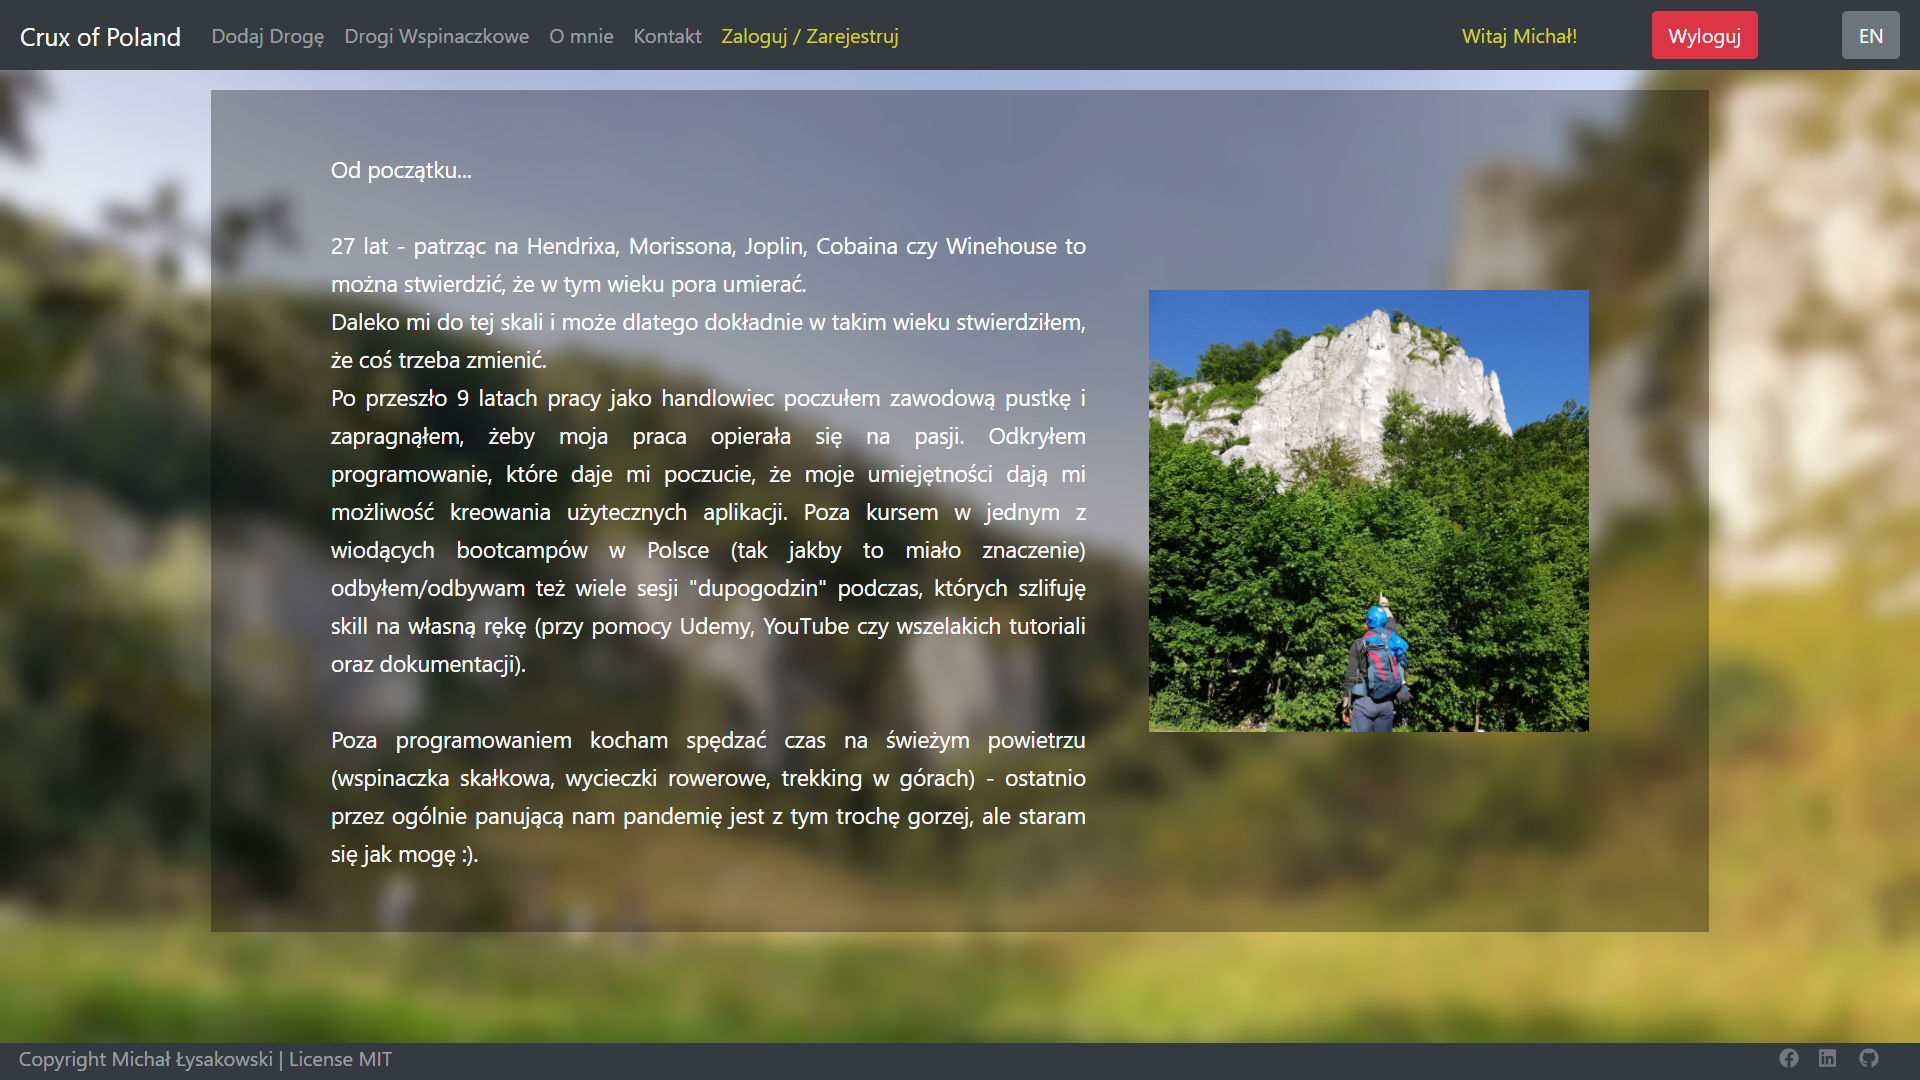 Crux of Poland Dodaj Drogę Drogi Wspinaczkowe O mnie Kontakt Zaloguj / Zarejestruj Witaj Michał! Wyloguj EN
Od początku...
27 lat - patrząc na Hendrixa, Morissona, Joplin, Cobaina czy Winehouse to
można stwierdzić, że w tym wieku pora umierać.
Daleko mi do tej skali i może dlatego dokładnie w takim wieku stwierdziłem,
że coś trzeba zmienić.
Po przeszło 9 latach pracy jako handlowiec poczułem zawodową pustkę i
zapragnąłem, żeby moja praca opierała się na pasji. Odkryłem
programowanie, które daje mi poczucie, że moje umiejętności dają mi
możliwość kreowania użytecznych aplikacji. Poza kursem w jednym z
wiodących bootcampów w Polsce (tak jakby to miało znaczenie)
odbyłem/odbywam też wiele sesji "dupogodzin" podczas, których szlifuję
skill na własną rękę (przy pomocy Udemy, YouTube czy wszelakich tutoriali
oraz dokumentacji).
Poza programowaniem kocham spędzać czas na świeżym powietrzu
(wspinaczka skałkowa, wycieczki rowerowe, trekking w górach) - ostatnio
przez ogólnie panującą nam pandemię jest z tym trochę gorzej, ale staram
się jak mogę :).
Copyright Michał Łysakowski | License MIT